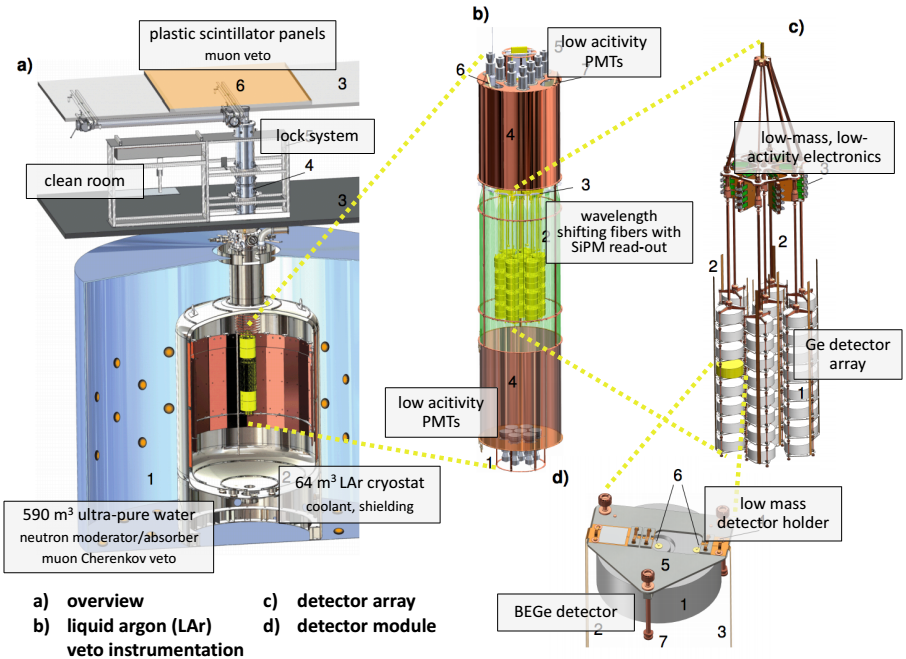 a)
plastic scintillator panels
muon veto
6
3
lock system
5
clean room
4
3
1
2
64 m³ LAr cryostat
coolant, shielding
590 m³ ultra-pure water
neutron moderator/absorber
muon Cherenkov veto
b)
5
low acitivity
PMTs
6
4
3
wavelength
shifting fibers with
SiPM read-out
2
4
low acitivity
PMTs
1
c)
low-mass, low-
activity electronics
3
2
2
Ge detector
array
1
d)
6
low mass
detector holder
4
5
BEGe detector
1
2
7
3
a) overview
b) liquid argon (LAr)
veto instrumentation
c) detector array
d) detector module